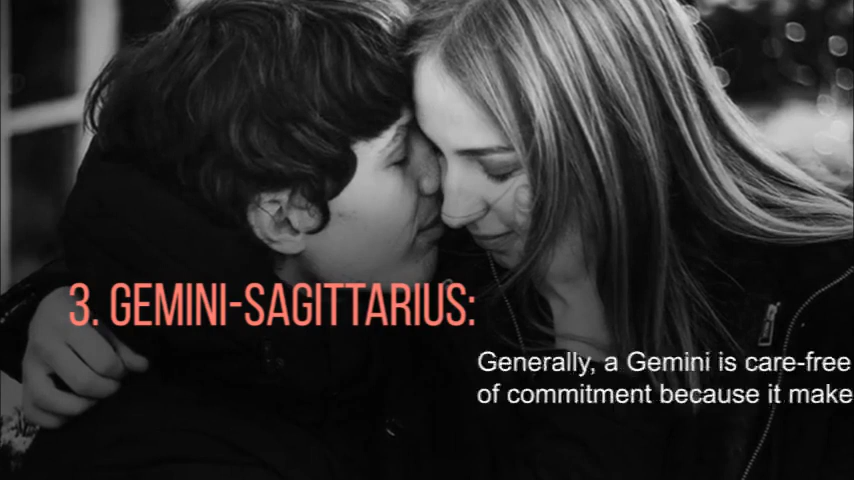 3. GEMINI-SAGITTARIUS:
Generally, a Gemini is care-free
of commitment because it make